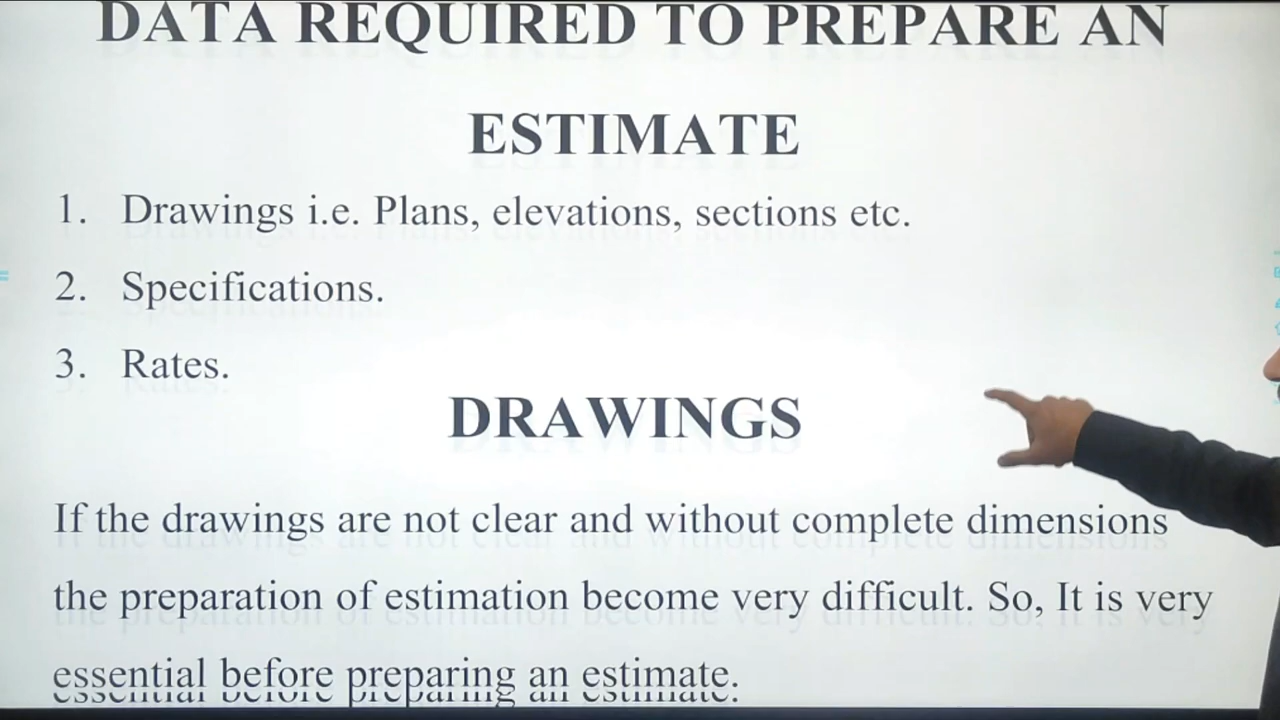 DATA REQUIRED TO PREPARE AN
ESTIMATE
1. Drawings i.e. Plans, elevations, sections etc.
2. Specifications.
3. Rates.
DRAWINGS
If the drawings are not clear and without complete dimensions
the preparation of estimation become very difficult. So, It is very
essential before preparing an estimate.